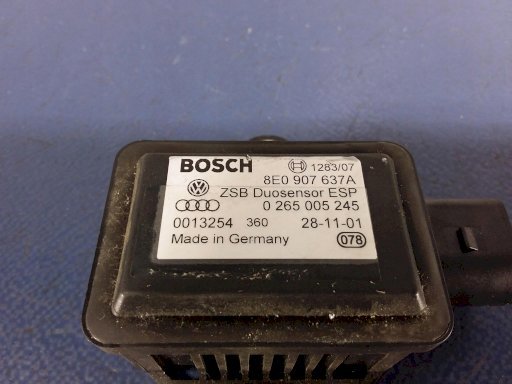 BOSCH 1283/07
8E0 907 637A
ZSB Duosensor ESP
0 265 005 245
0013254 360 28-11-01
Made in Germany 078